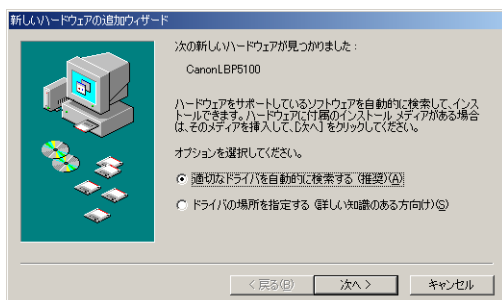 新しいハードウェアの追加ウィザード
次の新しいハードウェアが見つかりました :
CanonLBP5100
ハードウェアをサポートしているソフトウェアを自動的に検索して、インス
トールできます。ハードウェアに付属のインストール メディアがある場合
は、そのメディアを挿入して、[次へ] をクリックしてください。
オプションを選択してください。
適切なドライバを自動的に検索する (推奨)(A)
ドライバの場所を指定する (詳しい知識のある方向け)(S)
< 戻る(B) 次へ > キャンセル